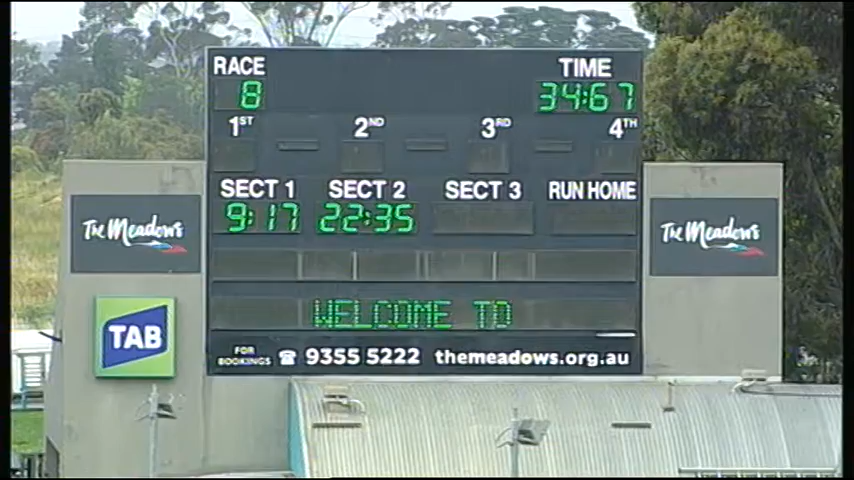 RACE TIME
8 34:67
1ST 2ND 3RD 4TH
SECT 1 SECT 2 SECT 3 RUN HOME
9:17 22:35
The Meadows The Meadows
WELCOME TO
TAB
FOR BOOKINGS ☎ 9355 5222 themeadows.org.au